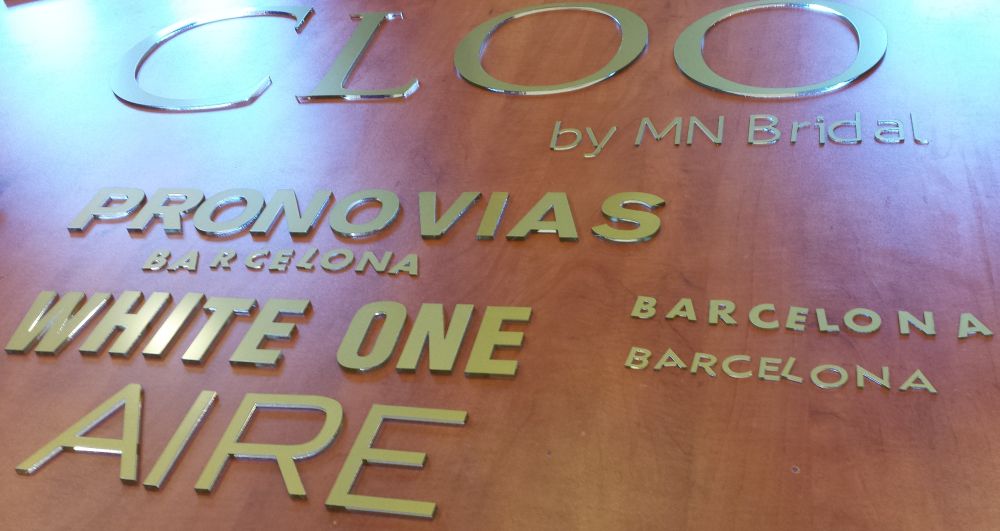 CLOO
by MN Bridal
PRONOVIAS
BARCELONA
WHITE ONE
BARCELONA
BARCELONA
AIRE